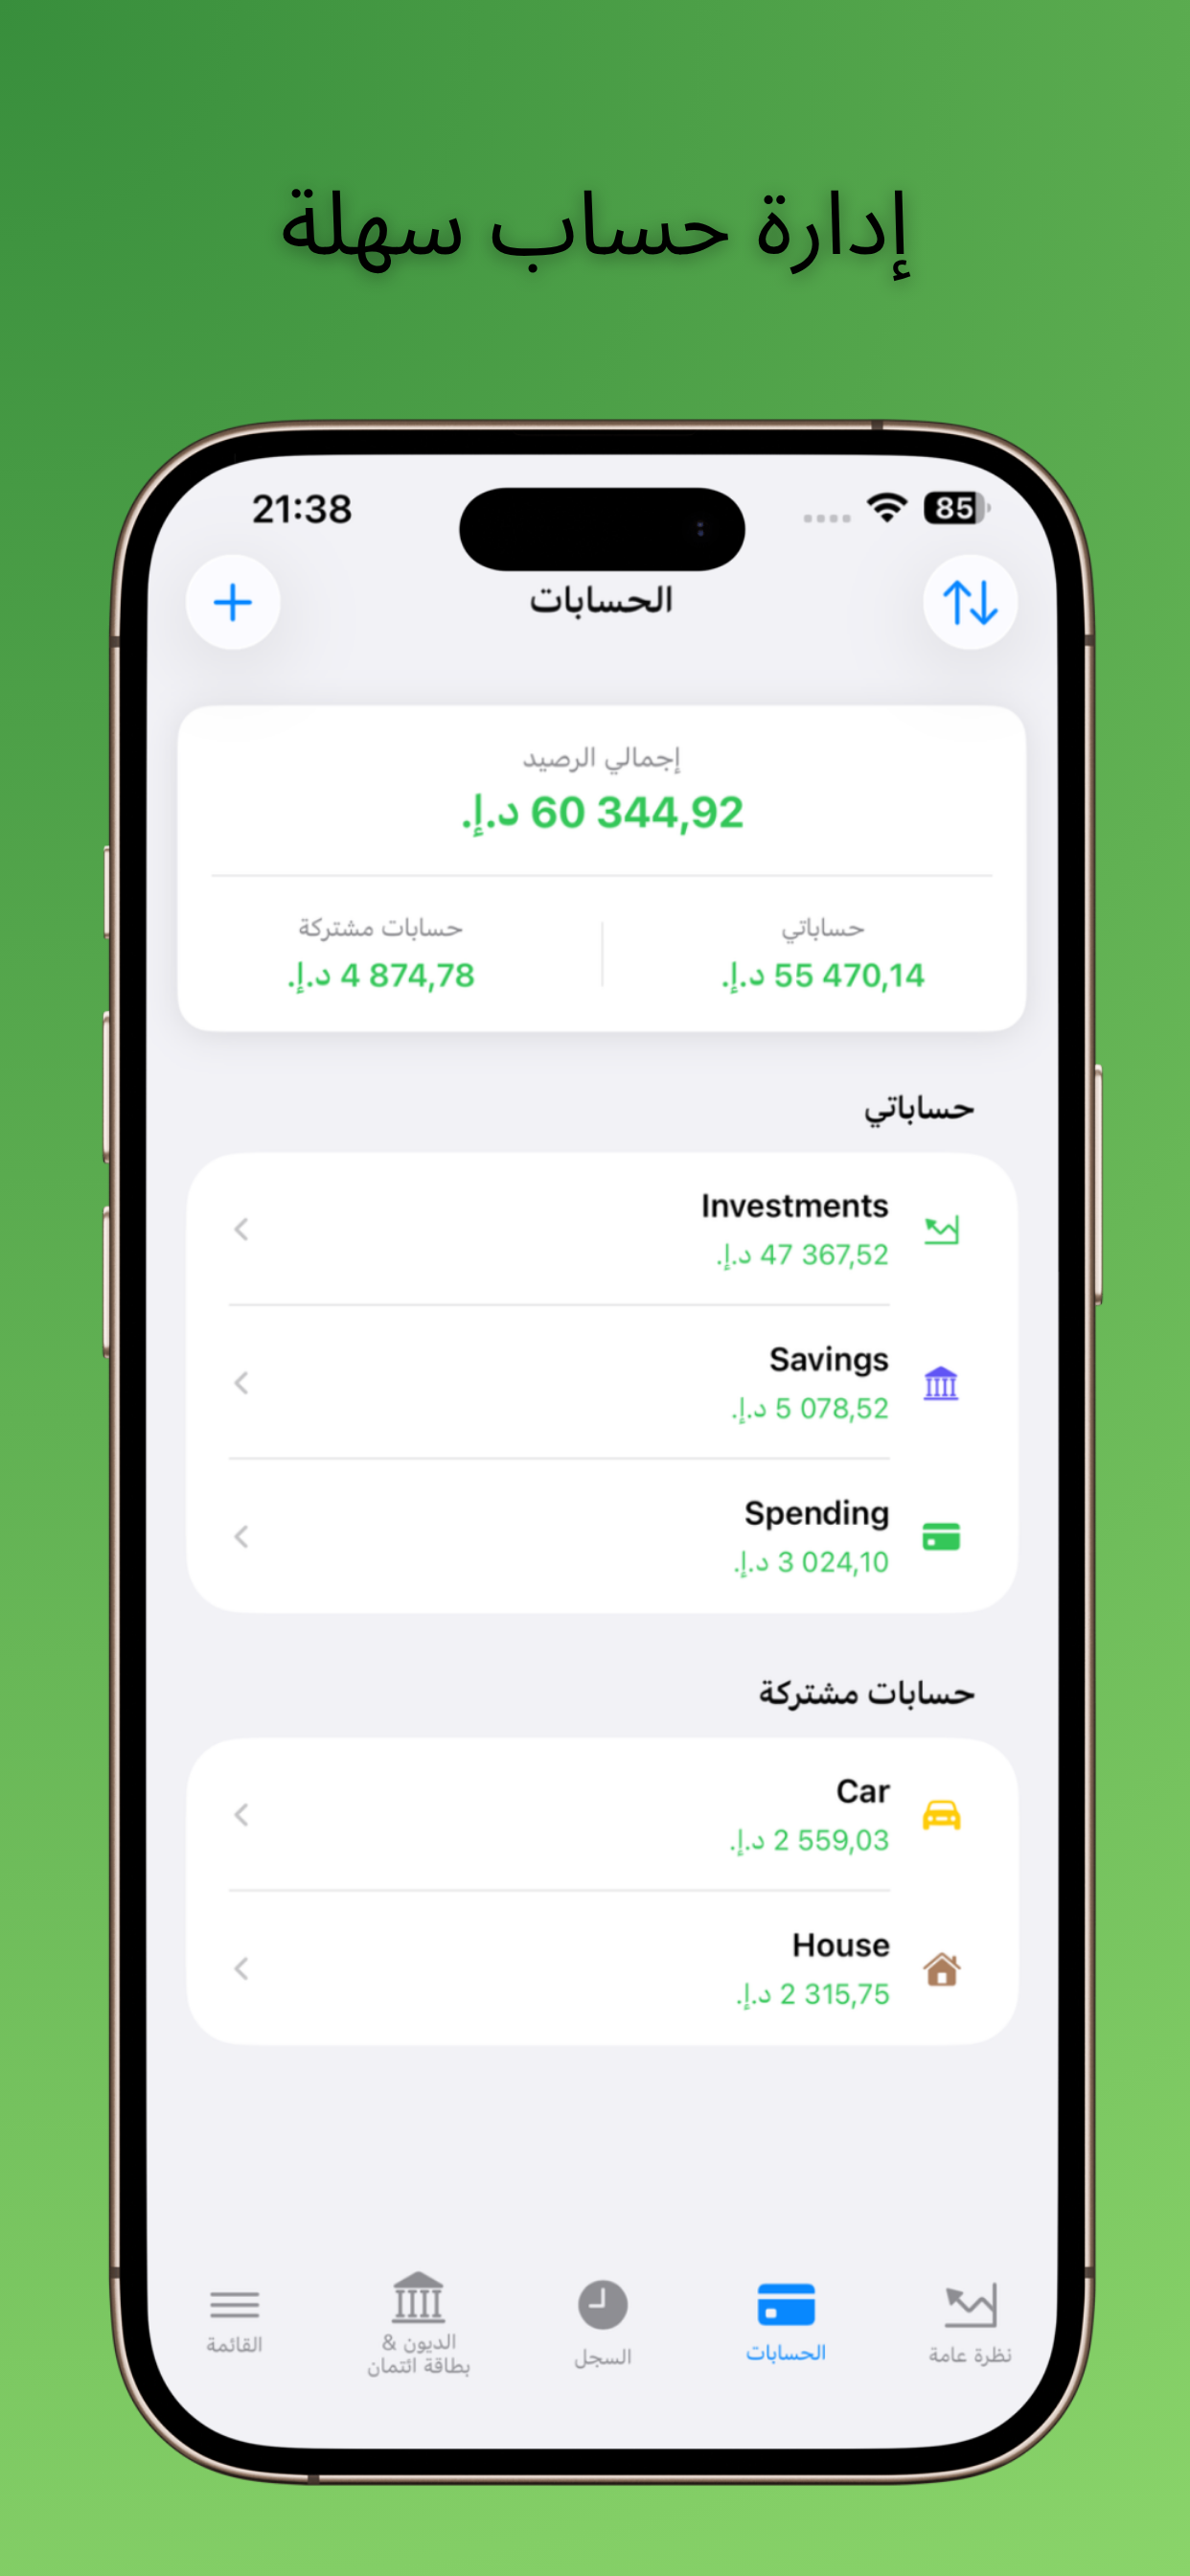 إدارة حساب سهلة
21:38
85
الحسابات
إجمالي الرصيد
60 344,92 د.إ.
حساباتي
55 470,14 د.إ.
حسابات مشتركة
4 874,78 د.إ.
حساباتي
Investments
47 367,52 د.إ.
Savings
5 078,52 د.إ.
Spending
3 024,10 د.إ.
حسابات مشتركة
Car
2 559,03 د.إ.
House
2 315,75 د.إ.
نظرة عامة
الحسابات
السجل
الديون &
بطاقة ائتمان
القائمة